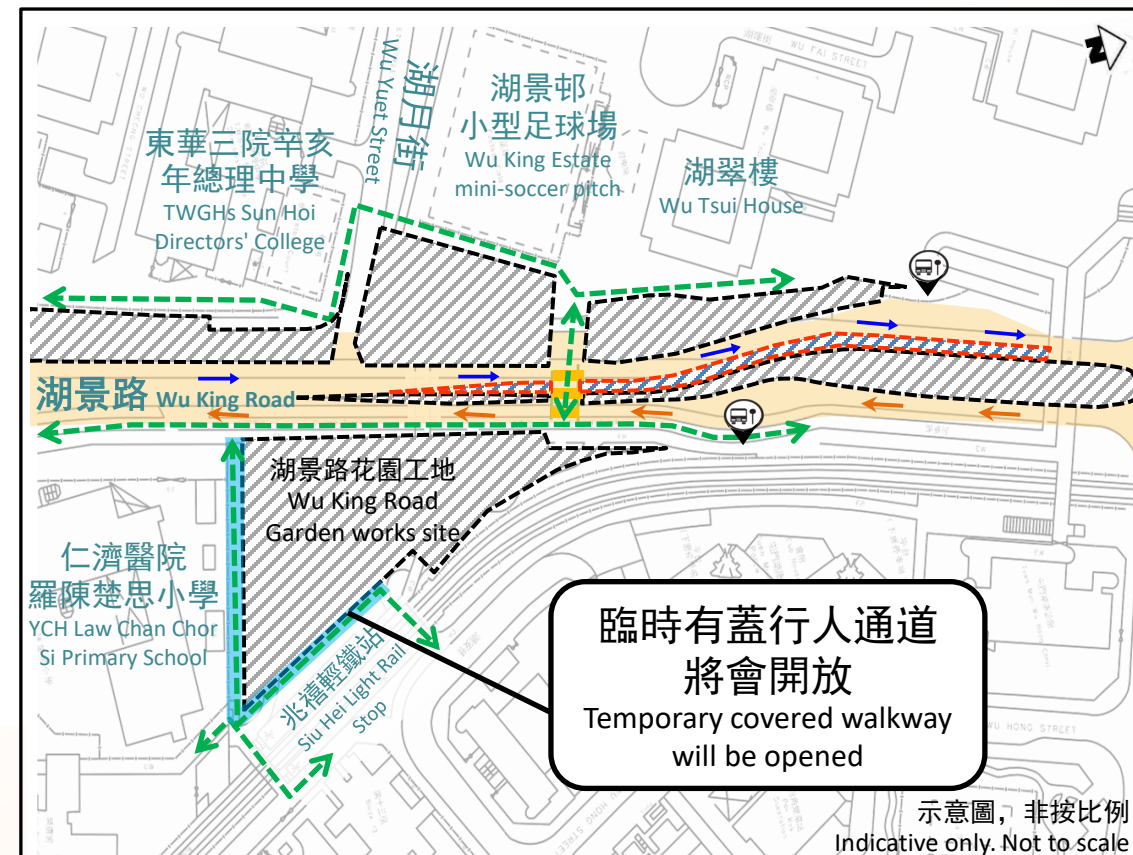 WU FAI STREET
N
湖月街
Wu Yuet Street
湖景邨
小型足球場
Wu King Estate
mini-soccer pitch
東華三院辛亥
年總理中學
TWGHs Sun Hoi
Directors' College
湖翠樓
Wu Tsui House
湖景路 Wu King Road
湖景路花園工地
Wu King Road
Garden works site
仁濟醫院
羅陳楚思小學
YCH Law Chan Chor
Si Primary School
兆禧輕鐵站
Siu Hei Light Rail
Stop
臨時有蓋行人通道
將會開放
Temporary covered walkway
will be opened
WU HONG STREET
示意圖，非按比例
Indicative only. Not to scale